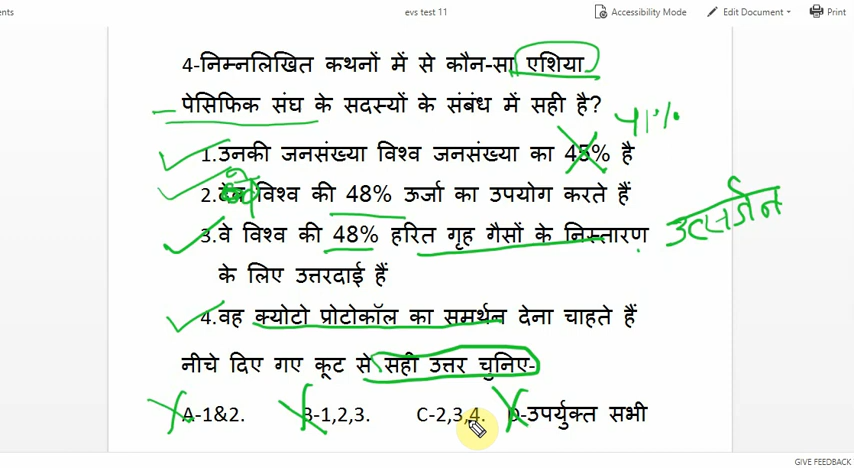 ents
evs test 11
Accessibility Mode
Edit Document
Print
4-निम्नलिखित कथनों में से कौन-सा एशिया
पेसिफिक संघ के सदस्यों के संबंध में सही है?
41%
1.उनकी जनसंख्या विश्व जनसंख्या का 45% है
2. वे विश्व की 48% ऊर्जा का उपयोग करते हैं
3.वे विश्व की 48% हरित गृह गैसों के निस्तारण
उत्सर्जन
के लिए उत्तरदाई हैं
4.वह क्योटो प्रोटोकॉल का समर्थन देना चाहते हैं
नीचे दिए गए कूट से सही उत्तर चुनिए-
A-1&2. B-1,2,3. C-2,3,4. D-उपर्युक्त सभी
GIVE FEEDBACK